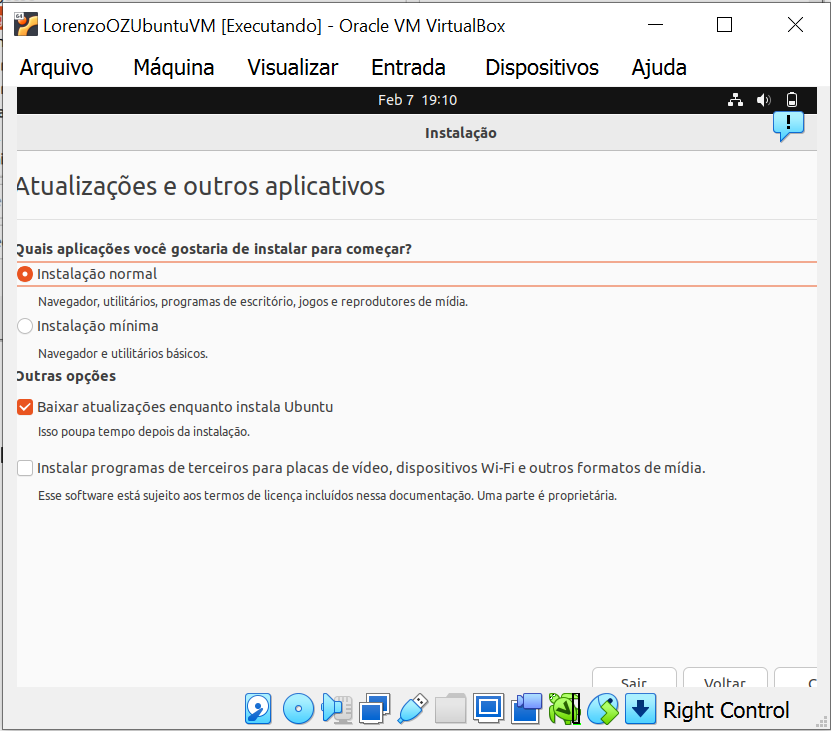 LorenzoOZUbuntuVM [Executando] - Oracle VM VirtualBox
Arquivo Máquina Visualizar Entrada Dispositivos Ajuda
Feb 7 19:10
Instalação
Atualizações e outros aplicativos
Quais aplicações você gostaria de instalar para começar?
Instalação normal
Navegador, utilitários, programas de escritório, jogos e reprodutores de mídia.
Instalação mínima
Navegador e utilitários básicos.
Outras opções
Baixar atualizações enquanto instala Ubuntu
Isso poupa tempo depois da instalação.
Instalar programas de terceiros para placas de vídeo, dispositivos Wi-Fi e outros formatos de mídia.
Esse software está sujeito aos termos de licença incluídos nessa documentação. Uma parte é proprietária.
Sair Voltar
Right Control